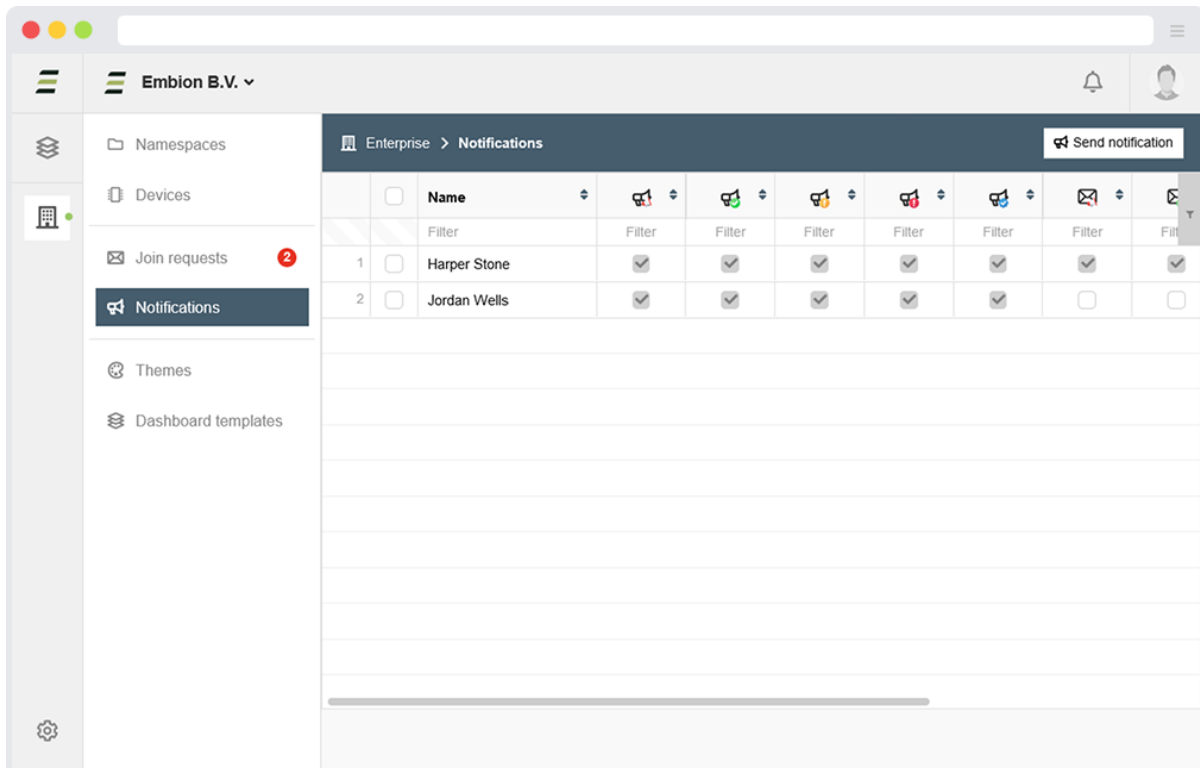 Embion B.V.
Namespaces
Devices
Join requests 2
Notifications
Themes
Dashboard templates
Enterprise > Notifications
Send notification
Name
Filter Filter Filter Filter Filter Filter Filter
1 Harper Stone
2 Jordan Wells